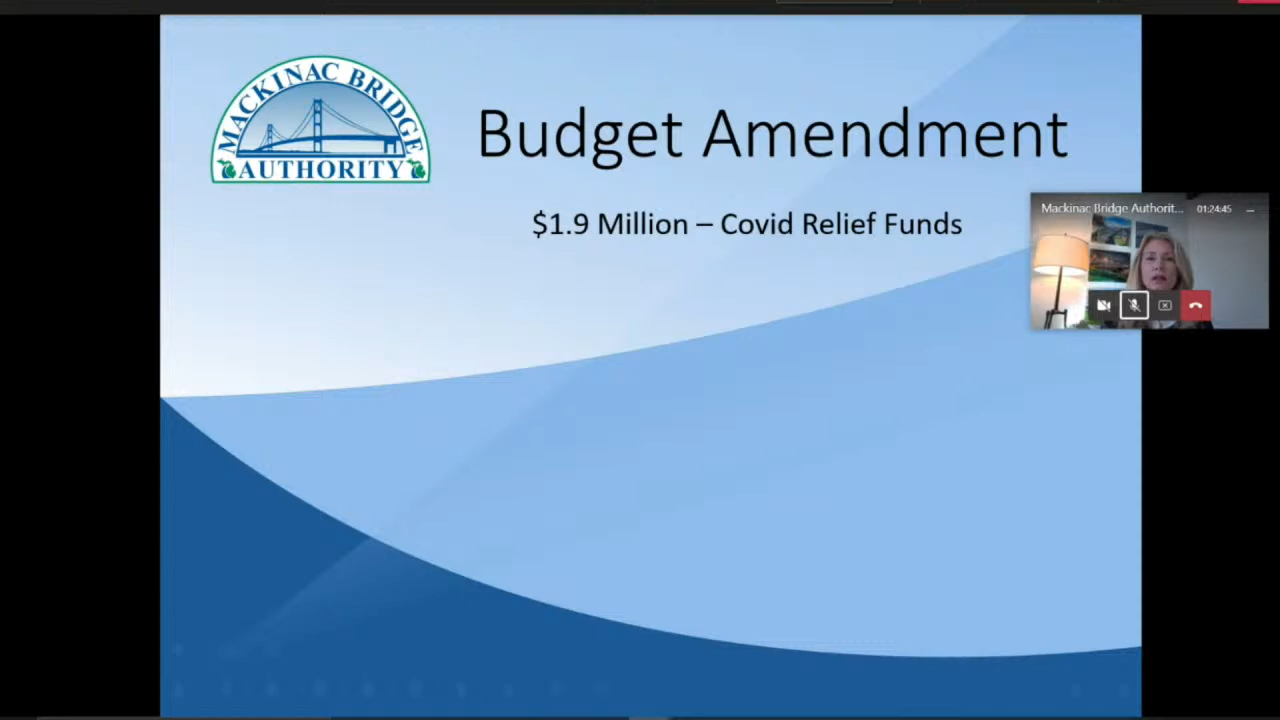 MACKINAC BRIDGE
AUTHORITY
Budget Amendment
$1.9 Million – Covid Relief Funds
Mackinac Bridge Authorit...
01:24:45